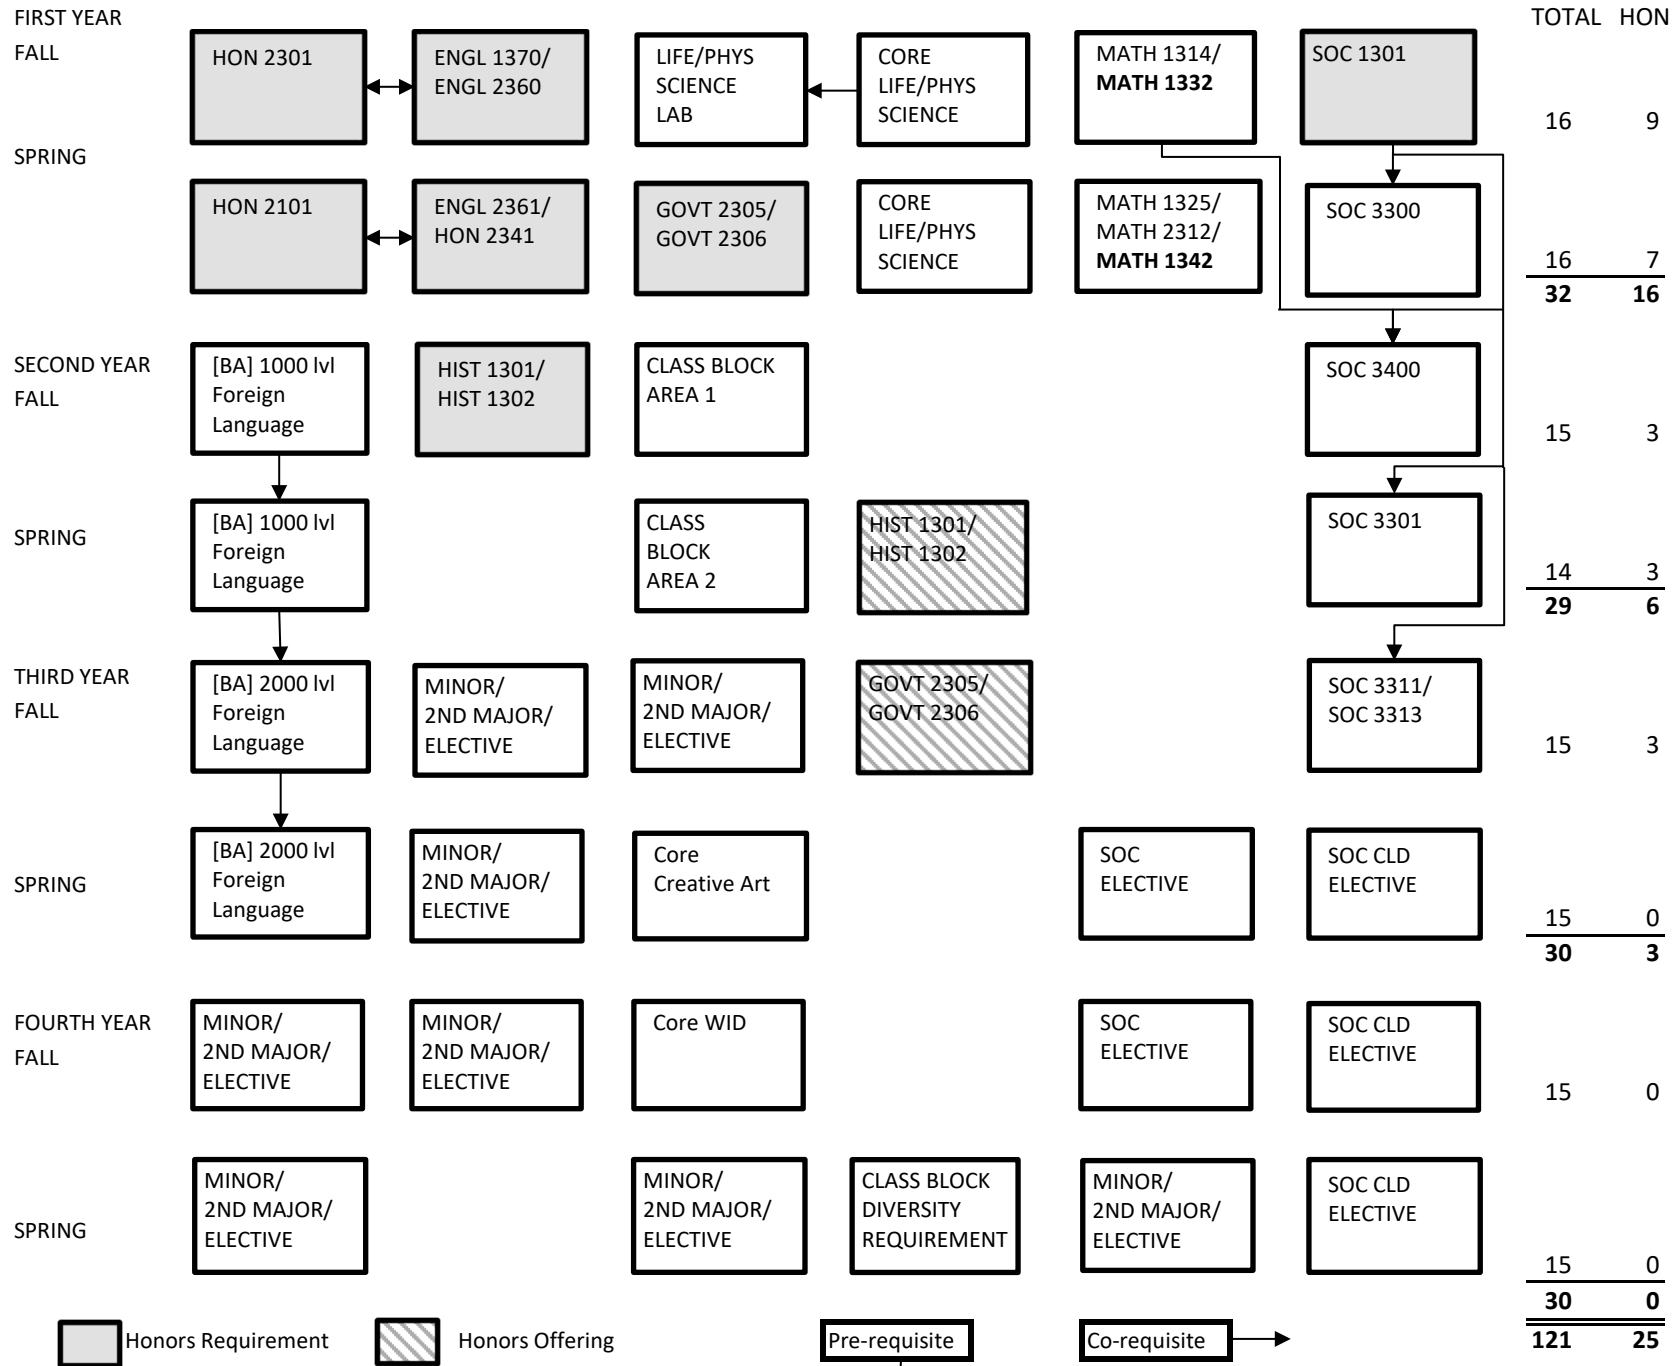 FIRST YEAR
TOTAL HON
FALL
HON 2301
ENGL 1370/
ENGL 2360
LIFE/PHYS
SCIENCE
LAB
CORE
LIFE/PHYS
SCIENCE
MATH 1314/
MATH 1332
SOC 1301
16 9
SPRING
HON 2101
ENGL 2361/
HON 2341
GOVT 2305/
GOVT 2306
CORE
LIFE/PHYS
SCIENCE
MATH 1325/
MATH 2312/
MATH 1342
SOC 3300
16 7
32 16
SECOND YEAR
FALL
[BA] 1000 lvl
Foreign
Language
HIST 1301/
HIST 1302
CLASS BLOCK
AREA 1
SOC 3400
15 3
SPRING
[BA] 1000 lvl
Foreign
Language
CLASS
BLOCK
AREA 2
HIST 1301/
HIST 1302
SOC 3301
14 3
29 6
THIRD YEAR
FALL
[BA] 2000 lvl
Foreign
Language
MINOR/
2ND MAJOR/
ELECTIVE
MINOR/
2ND MAJOR/
ELECTIVE
GOVT 2305/
GOVT 2306
SOC 3311/
SOC 3313
15 3
SPRING
[BA] 2000 lvl
Foreign
Language
MINOR/
2ND MAJOR/
ELECTIVE
Core
Creative Art
SOC
ELECTIVE
SOC CLD
ELECTIVE
15 0
30 3
FOURTH YEAR
FALL
MINOR/
2ND MAJOR/
ELECTIVE
MINOR/
2ND MAJOR/
ELECTIVE
Core WID
SOC
ELECTIVE
SOC CLD
ELECTIVE
15 0
SPRING
MINOR/
2ND MAJOR/
ELECTIVE
MINOR/
2ND MAJOR/
ELECTIVE
CLASS BLOCK
DIVERSITY
REQUIREMENT
MINOR/
2ND MAJOR/
ELECTIVE
SOC CLD
ELECTIVE
15 0
30 0
121 25
Honors Requirement
Honors Offering
Pre-requisite
Co-requisite